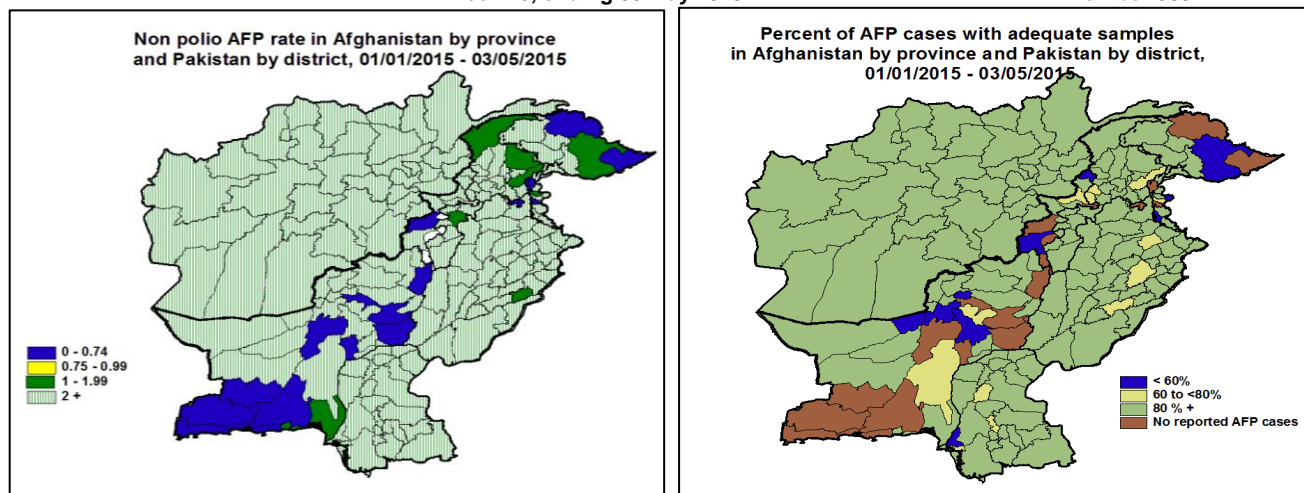 Non polio AFP rate in Afghanistan by province
and Pakistan by district, 01/01/2015 - 03/05/2015
0 - 0.74
0.75 - 0.99
1 - 1.99
2 +
Percent of AFP cases with adequate samples
in Afghanistan by province and Pakistan by district,
01/01/2015 - 03/05/2015
< 60%
60 to <80%
80 % +
No reported AFP cases